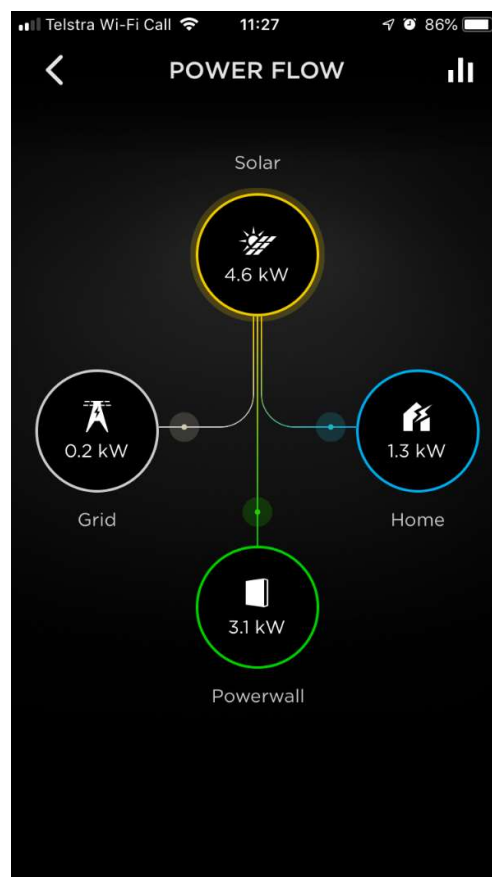 Telstra Wi-Fi Call 11:27 86%
POWER FLOW
Solar
4.6 kW
0.2 kW
1.3 kW
Grid
Home
3.1 kW
Powerwall